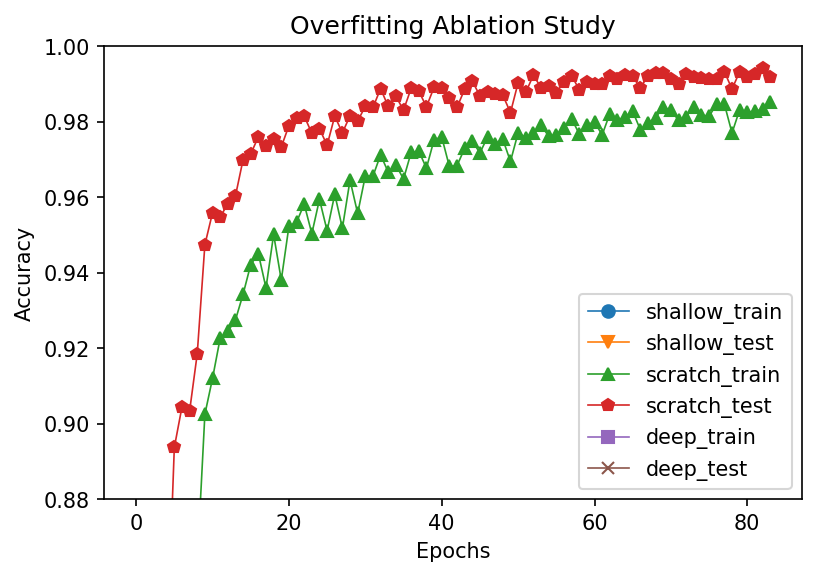 Overfitting Ablation Study
1.00
0.98
0.96
0.94
0.92
0.90
0.88
Accuracy
shallow_train
shallow_test
scratch_train
scratch_test
deep_train
deep_test
0 20 40 60 80
Epochs